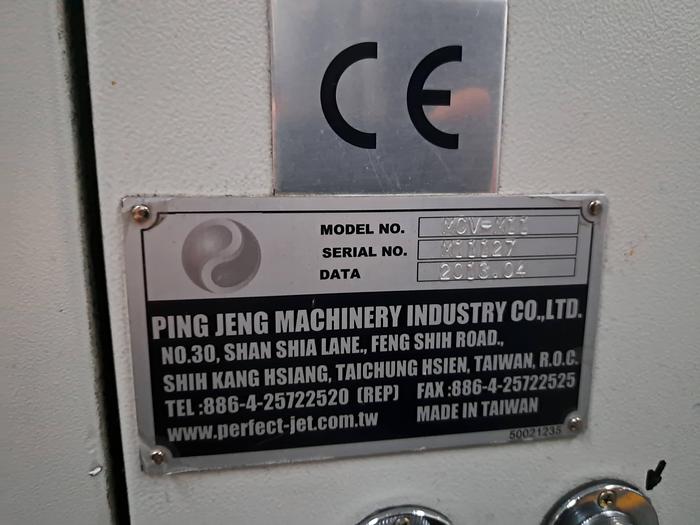 CE
MODEL NO. MCV-M11
SERIAL NO. M11127
DATA 2013.04
PING JENG MACHINERY INDUSTRY CO.,LTD.
NO.30, SHAN SHIA LANE., FENG SHIH ROAD.,
SHIH KANG HSIANG, TAICHUNG HSIEN, TAIWAN, R.O.C.
TEL :886-4-25722520 (REP) FAX :886-4-25722525
www.perfect-jet.com.tw MADE IN TAIWAN
50021235